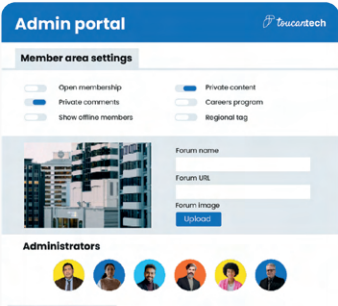 Admin portal
toucantech
Member area settings
Open membership
Private content
Private comments
Careers program
Show offline members
Regional tag
Forum name
Forum URL
Forum image
Upload
Administrators